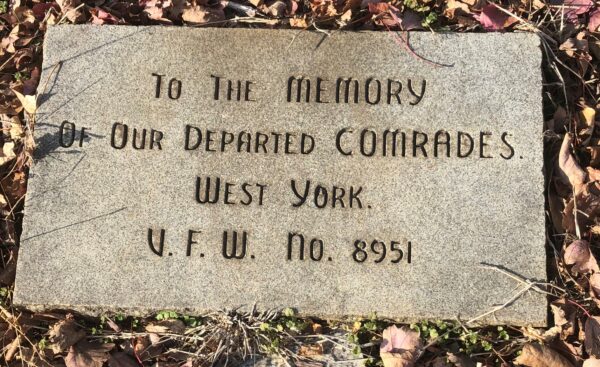 To The MEMORY
Of Our Departed COMRADES.
West York.
V. F. W. No. 8951